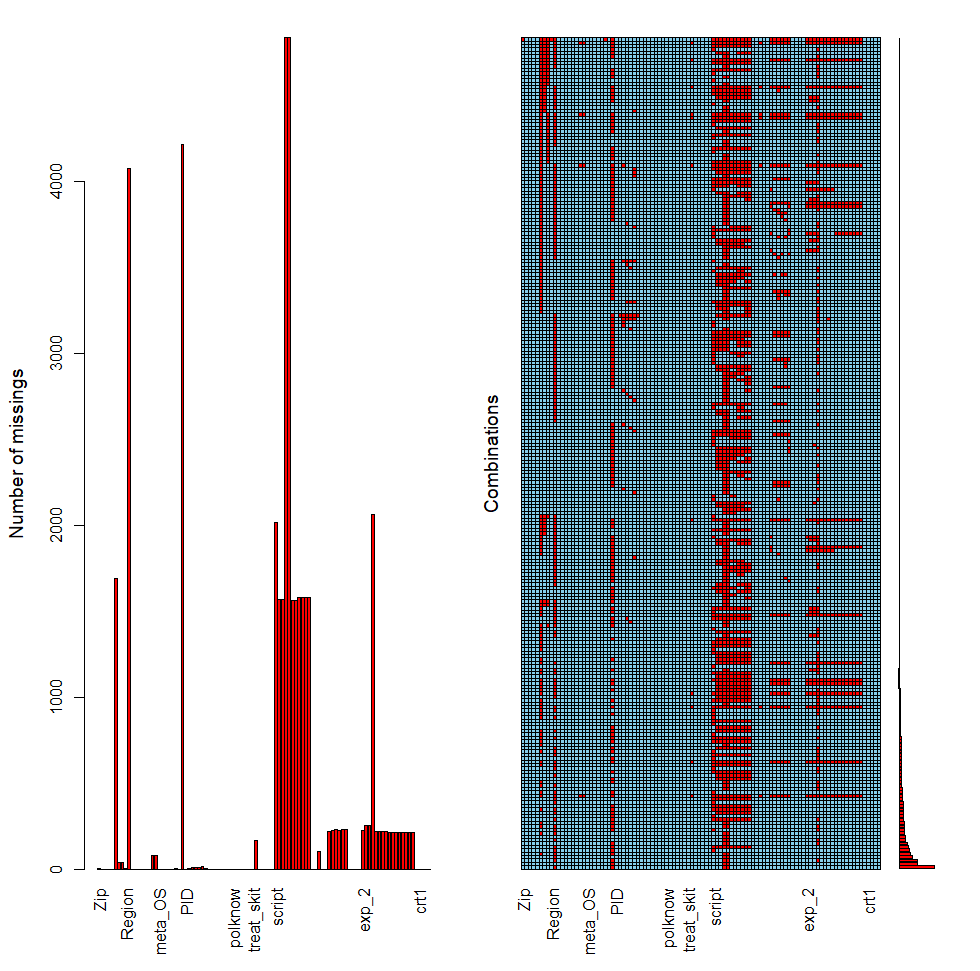 Number of missings
0
1000
2000
3000
4000
Zip
Region
meta_OS
PID
polknow
treat_skit
script
exp_2
crt1
Combinations
Zip
Region
meta_OS
PID
polknow
treat_skit
script
exp_2
crt1